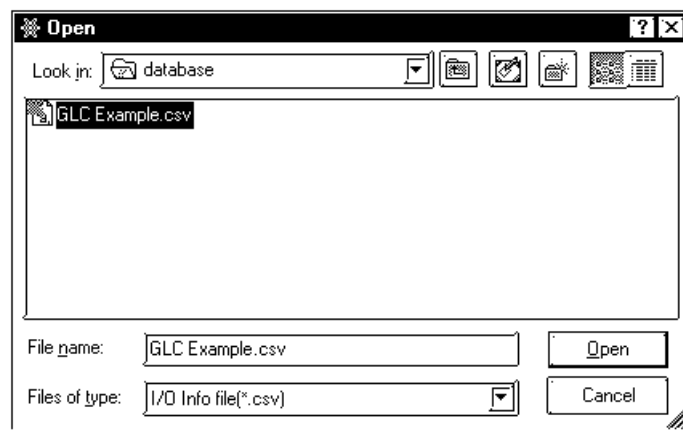 Open
Look in: database
GLC Example.csv
File name: GLC Example.csv Open
Files of type: I/O Info file(*.csv) Cancel